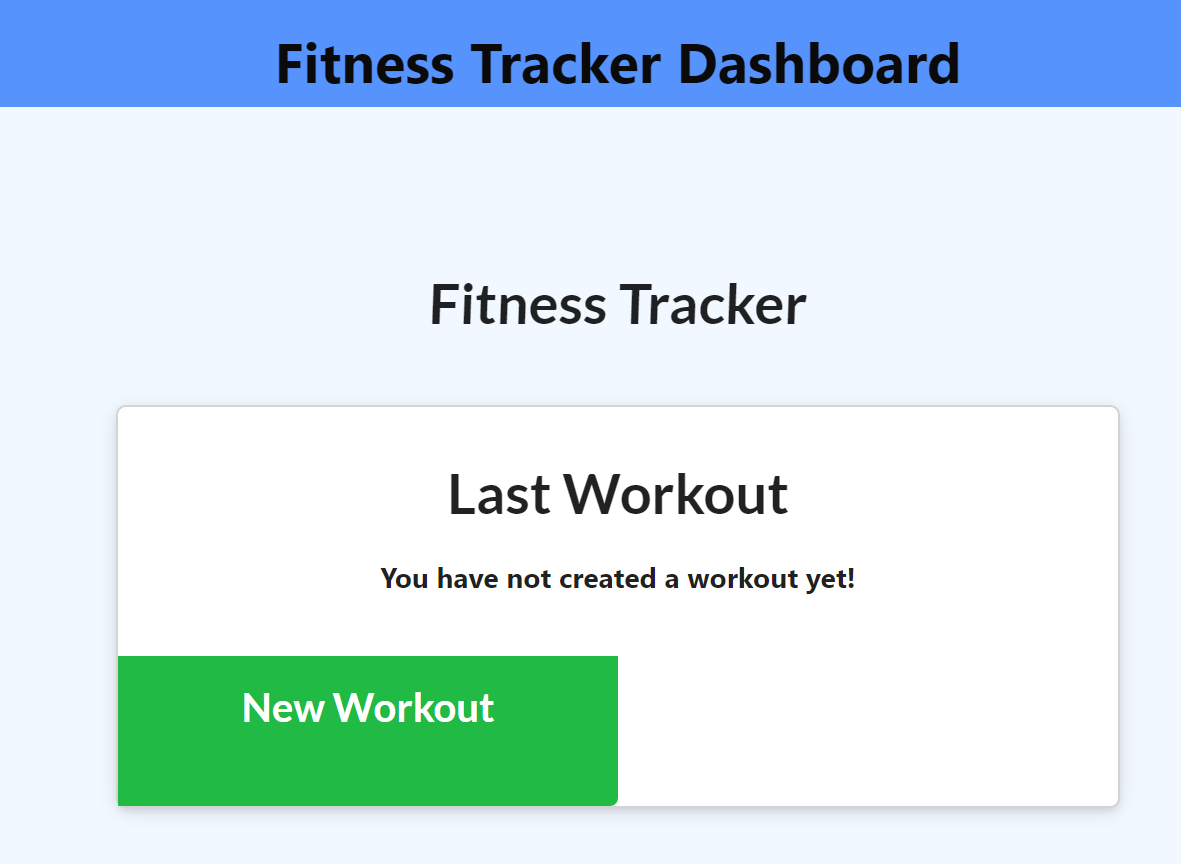 Fitness Tracker Dashboard
Fitness Tracker
Last Workout
You have not created a workout yet!
New Workout